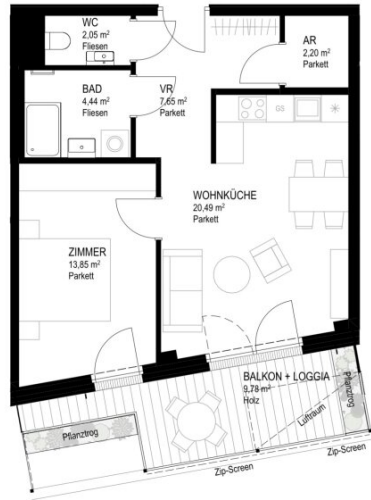 WC
2,05 m²
Fliesen
AR
2,20 m²
Parkett
BAD
4,44 m²
Fliesen
VR
7,65 m²
Parkett
GS
WOHNKÜCHE
20,49 m²
Parkett
ZIMMER
13,85 m²
Parkett
BALKON + LOGGIA
9,78 m²
Holz
Pflanztrog
Luftraum
Pflanztrog
Zip-Screen
Zip-Screen